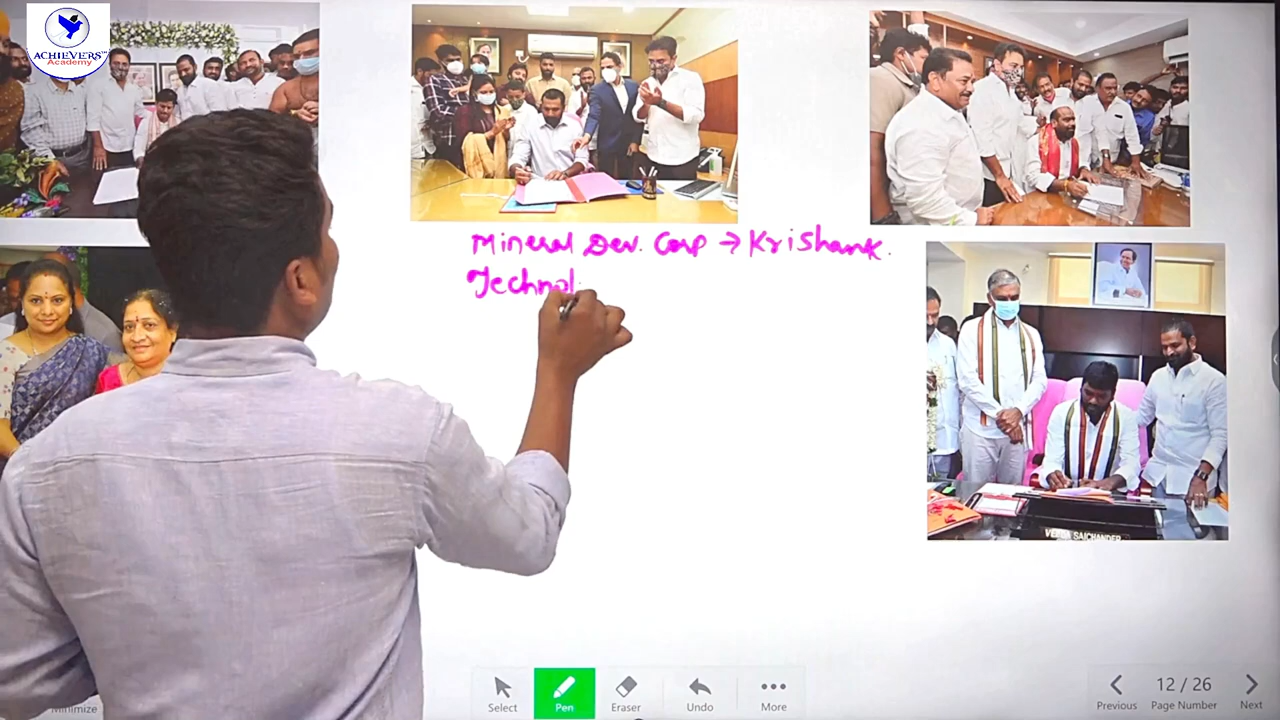 ACHIEVERS
Academy
Mineral Dev. Corp → Krishank.
Technol
VEDA SAICHANDER
Minimize
Select
Pen
Eraser
Undo
More
Previous
12 / 26
Page Number
Next